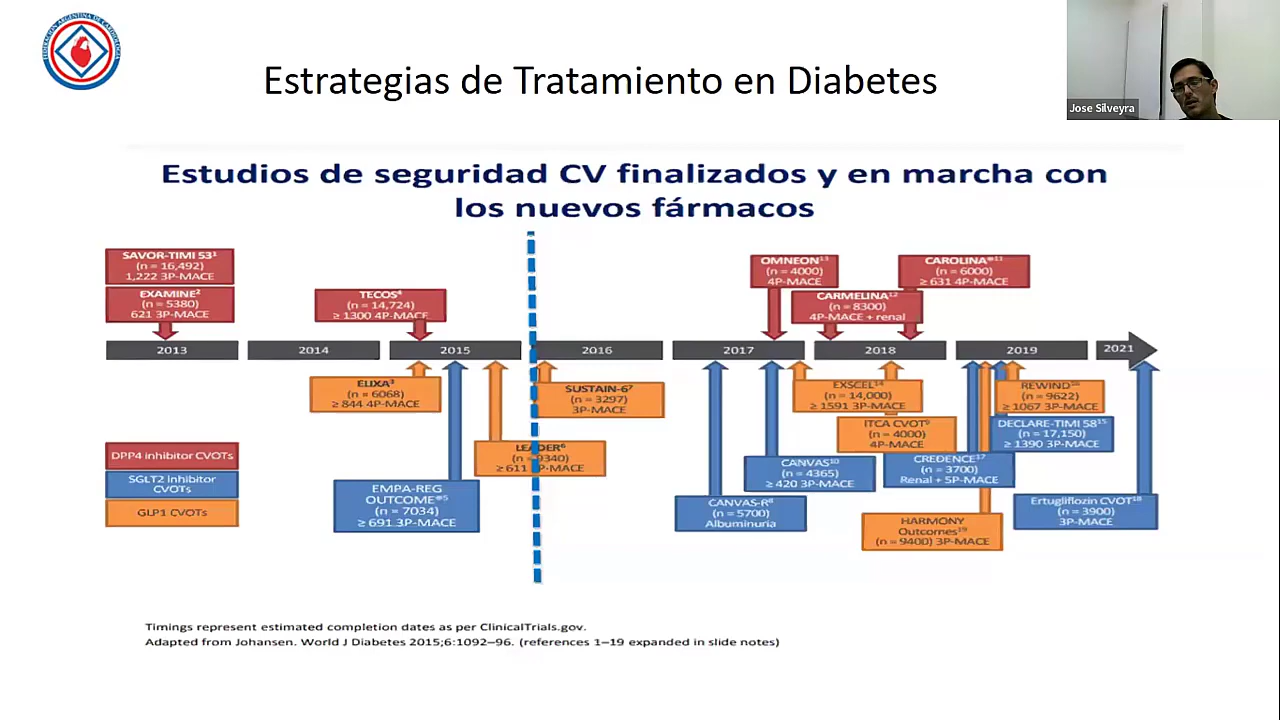 FEDERACIÓN ARGENTINA DE CARDIOLOGÍA
Estrategias de Tratamiento en Diabetes
Jose Silveyra
Estudios de seguridad CV finalizados y en marcha con
los nuevos fármacos
SAVOR-TIMI 53¹
(n = 16,492)
1,222 3P-MACE
EXAMINE²
(n = 5380)
621 3P-MACE
TECOS⁴
(n = 14,724)
≥ 1300 4P-MACE
OMNEON¹³
(n = 4000)
4P-MACE
CARMELINA¹²
(n = 8300)
4P-MACE + renal
CAROLINA®¹¹
(n = 6000)
≥ 631 4P-MACE
2013
2014
2015
2016
2017
2018
2019
2021
ELIXA³
(n = 6068)
≥ 844 4P-MACE
SUSTAIN-6⁷
(n = 3297)
3P-MACE
LEADER⁶
(n = 9340)
≥ 611 3P-MACE
EMPA-REG
OUTCOME®⁵
(n = 7034)
≥ 691 3P-MACE
EXSCEL¹⁴
(n = 14,000)
≥ 1591 3P-MACE
ITCA CVOT⁹
(n = 4000)
4P-MACE
CANVAS¹⁰
(n = 4365)
≥ 420 3P-MACE
CANVAS-R⁸
(n = 5700)
Albuminuria
REWIND¹⁶
(n = 9622)
≥ 1067 3P-MACE
DECLARE-TIMI 58¹⁵
(n = 17,150)
≥ 1390 3P-MACE
CREDENCE¹⁷
(n = 3700)
Renal + 5P-MACE
HARMONY
Outcomes¹⁹
(n = 9400) 3P-MACE
Ertugliflozin CVOT¹⁸
(n = 3900)
3P-MACE
DPP4 inhibitor CVOTs
SGLT2 inhibitor
CVOTs
GLP1 CVOTs
Timings represent estimated completion dates as per ClinicalTrials.gov.
Adapted from Johansen. World J Diabetes 2015;6:1092–96. (references 1–19 expanded in slide notes)